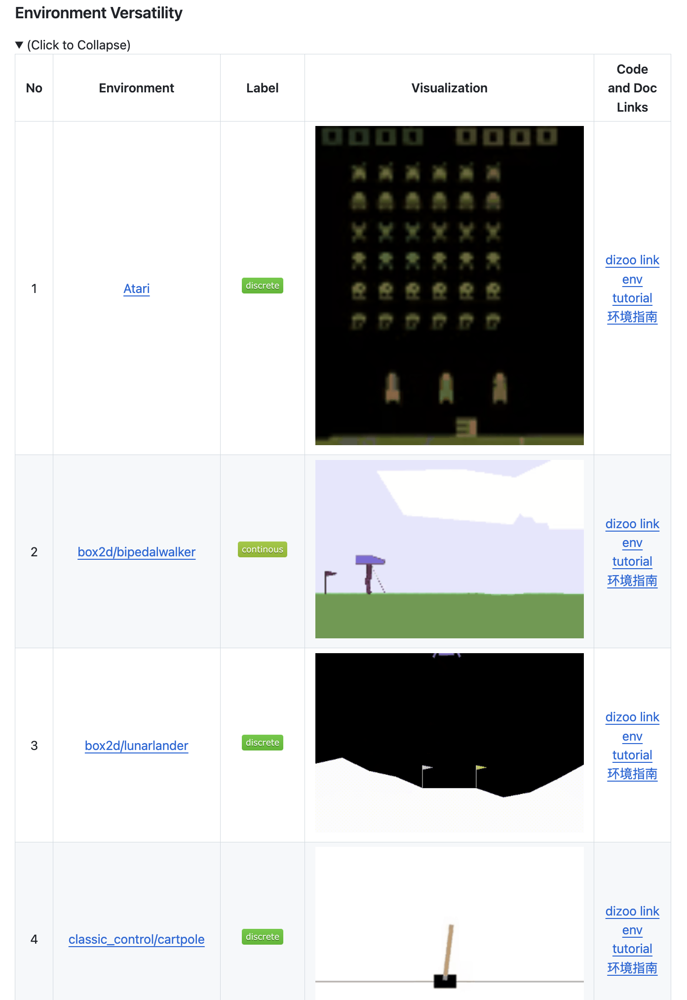 Environment Versatility
▼ (Click to Collapse)
No
Environment
Label
Visualization
Code
and Doc
Links
1
Atari
discrete
0000 0000
dizoo link
env
tutorial
环境指南
2
box2d/bipedalwalker
continous
dizoo link
env
tutorial
环境指南
3
box2d/lunarlander
discrete
dizoo link
env
tutorial
环境指南
4
classic_control/cartpole
discrete
dizoo link
env
tutorial
环境指南